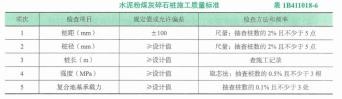 水泥粉煤灰碎石桩施工质量标准 表 1B411018-6
项次 检查项目 规定值或允许偏差 检查方法和频率
1 桩距（mm） ±100 尺量：抽查桩数的 2% 且不少于 5 点
2 桩径（mm） ≥设计值 尺量：抽查桩数的 2% 且不少于 5 点
3 桩长（m） ≥设计值 查施工记录
4 强度（MPa） ≥设计值 取芯法：抽查桩数的 0.5% 且不少于 3 根
5 复合地基承载力 ≥设计值 抽查桩数的 0.1% 且不少于 3 处